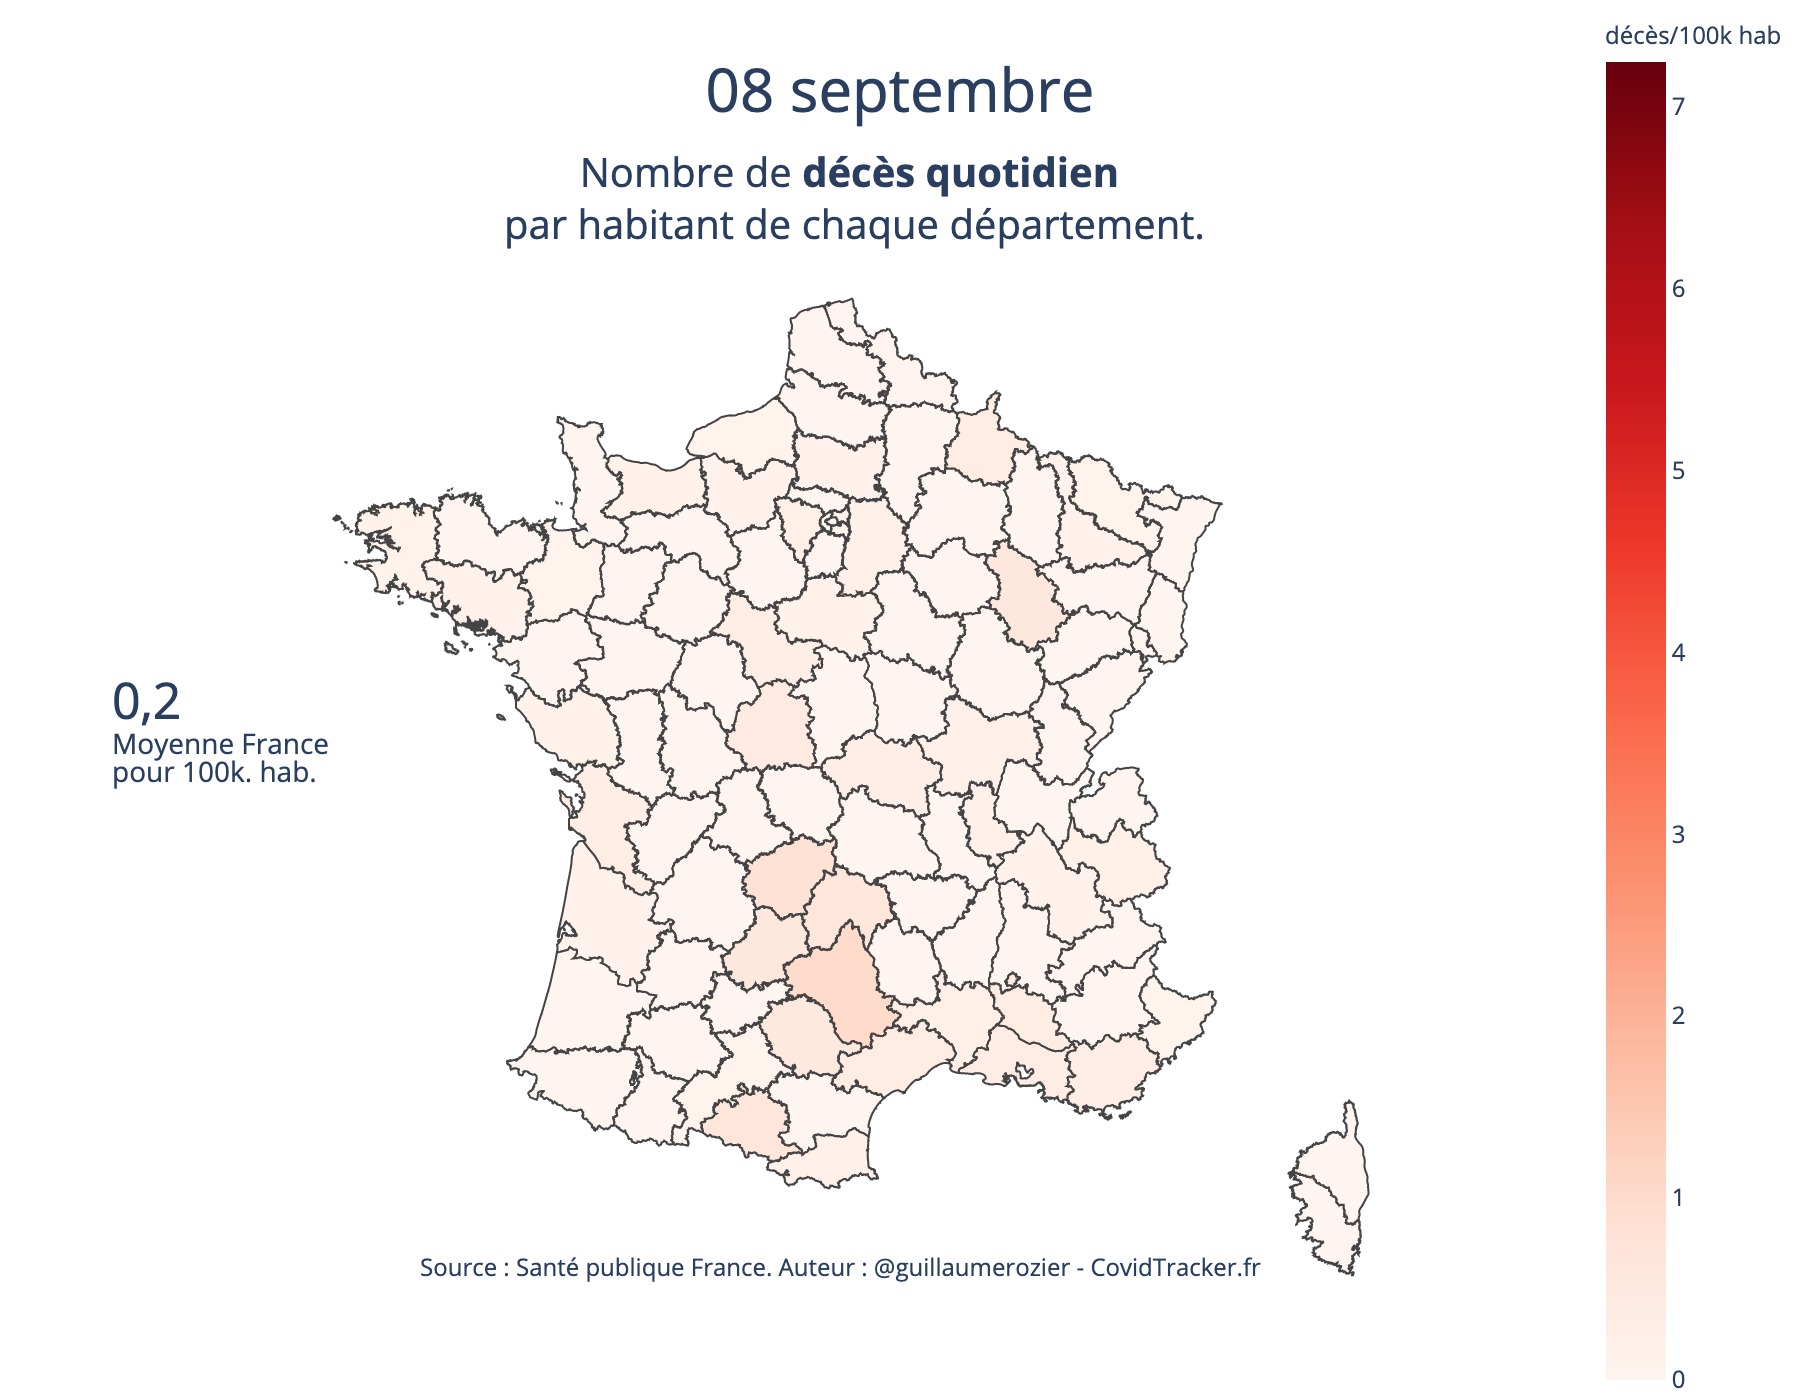 décès/100k hab
08 septembre
Nombre de décès quotidien
par habitant de chaque département.
7
6
5
4
3
2
1
0
0,2
Moyenne France
pour 100k. hab.
Source : Santé publique France. Auteur : @guillaumerozier - CovidTracker.fr